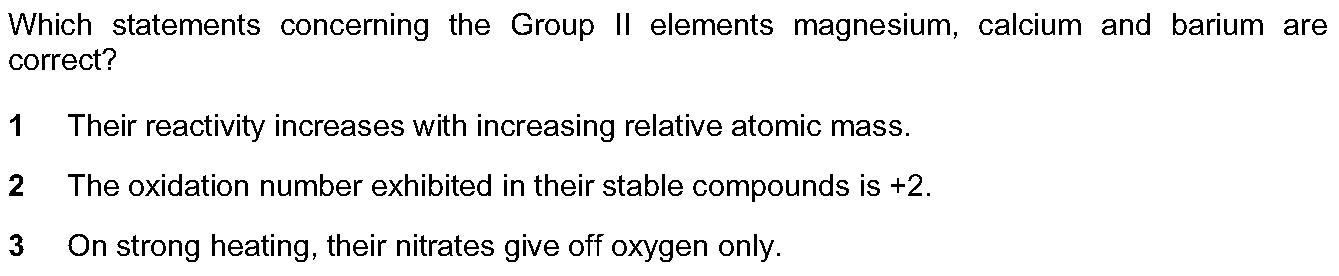 Which statements concerning the Group II elements magnesium, calcium and barium are
correct?
1 Their reactivity increases with increasing relative atomic mass.
2 The oxidation number exhibited in their stable compounds is +2.
3 On strong heating, their nitrates give off oxygen only.